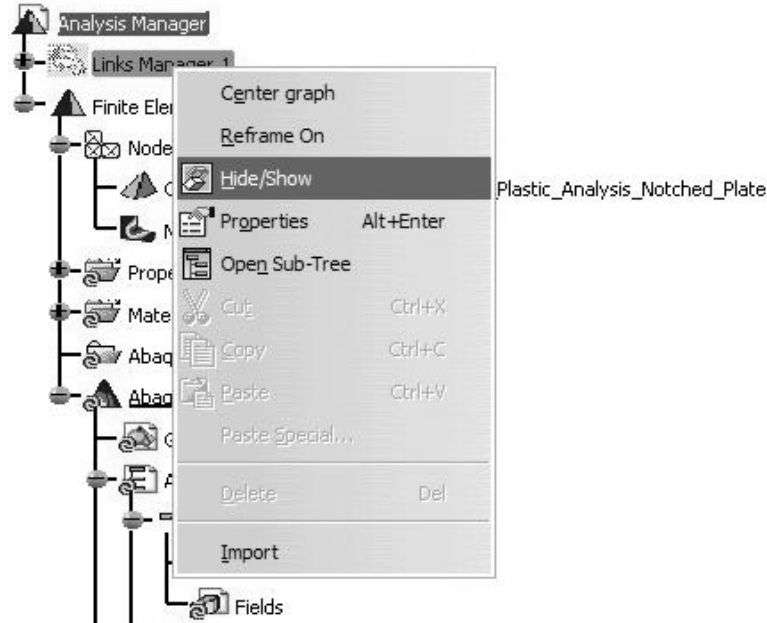 Analysis Manager
Links Manager.1
Center graph
Finite Ele
Reframe On
Node
Hide/Show
Plastic_Analysis_Notched_Plate
Properties Alt+Enter
Open Sub-Tree
Prope
Cut Ctrl+X
Mate
Copy Ctrl+C
Abaq
Paste Ctrl+V
Abaq
Paste Special...
Delete Del
Import
Fields